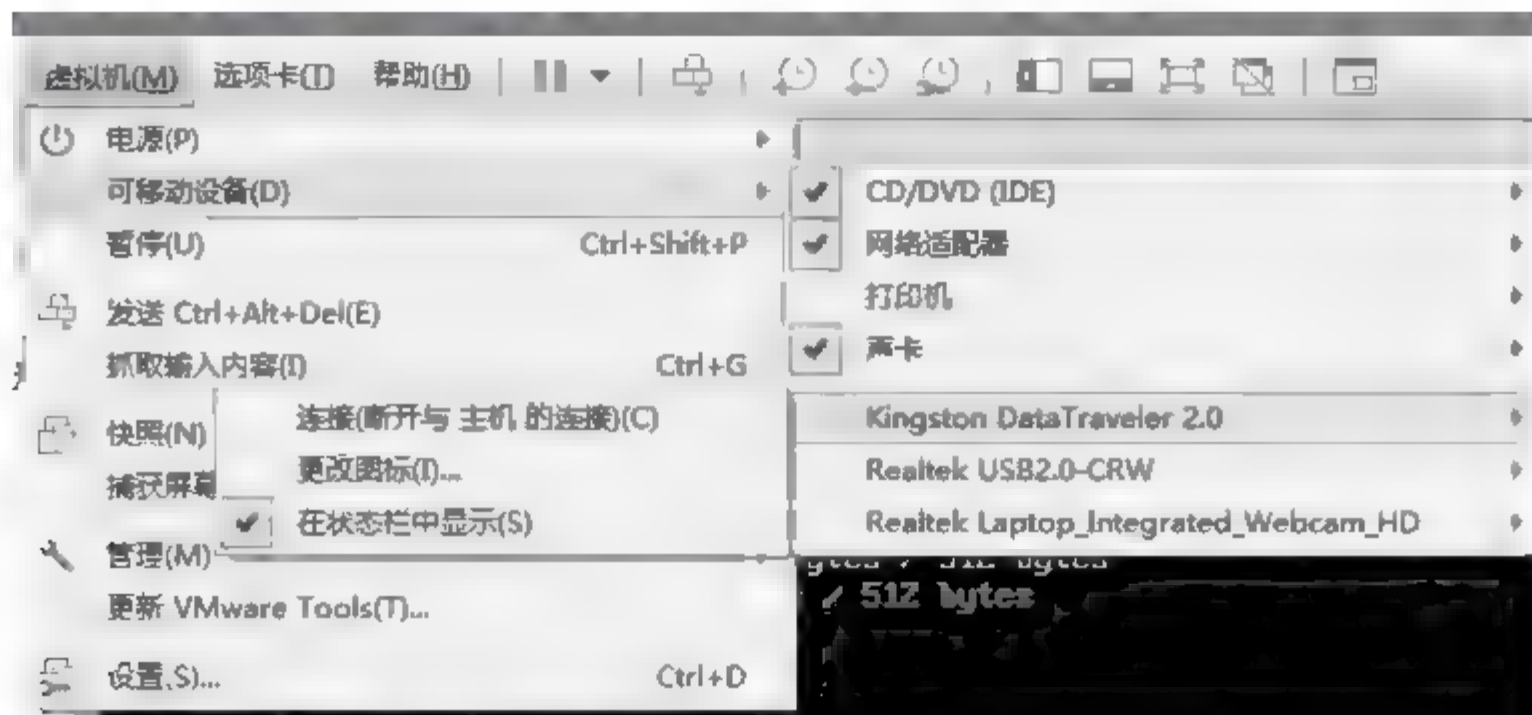 虚拟机(M) 选项卡(T) 帮助(H)
电源(P)
可移动设备(D)
暂停(U) Ctrl+Shift+P
发送 Ctrl+Alt+Del(E)
抓取输入内容(I) Ctrl+G
快照(N)
捕获屏幕
管理(M)
更新 VMware Tools(T)...
设置(S)... Ctrl+D
CD/DVD (IDE)
网络适配器
打印机
声卡
Kingston DataTraveler 2.0
Realtek USB2.0-CRW
Realtek Laptop_Integrated_Webcam_HD
连接(断开与 主机 的连接)(C)
更改图标(I)...
在状态栏中显示(S)
/ 512 bytes